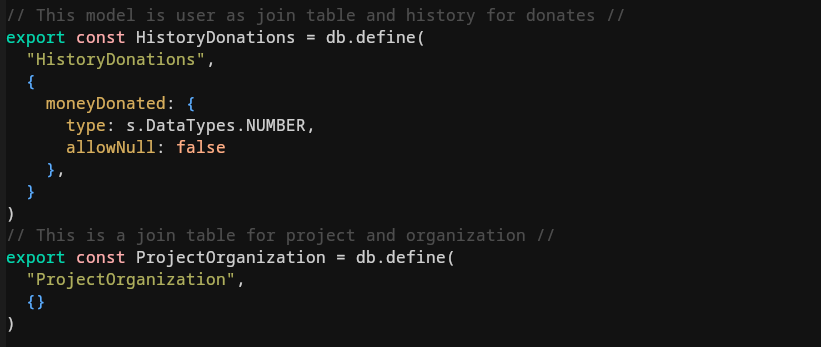 // This model is user as join table and history for donates //
export const HistoryDonations = db.define(
  "HistoryDonations",
  {
    moneyDonated: {
      type: s.DataTypes.NUMBER,
      allowNull: false
    },
  }
)
// This is a join table for project and organization //
export const ProjectOrganization = db.define(
  "ProjectOrganization",
  {}
)